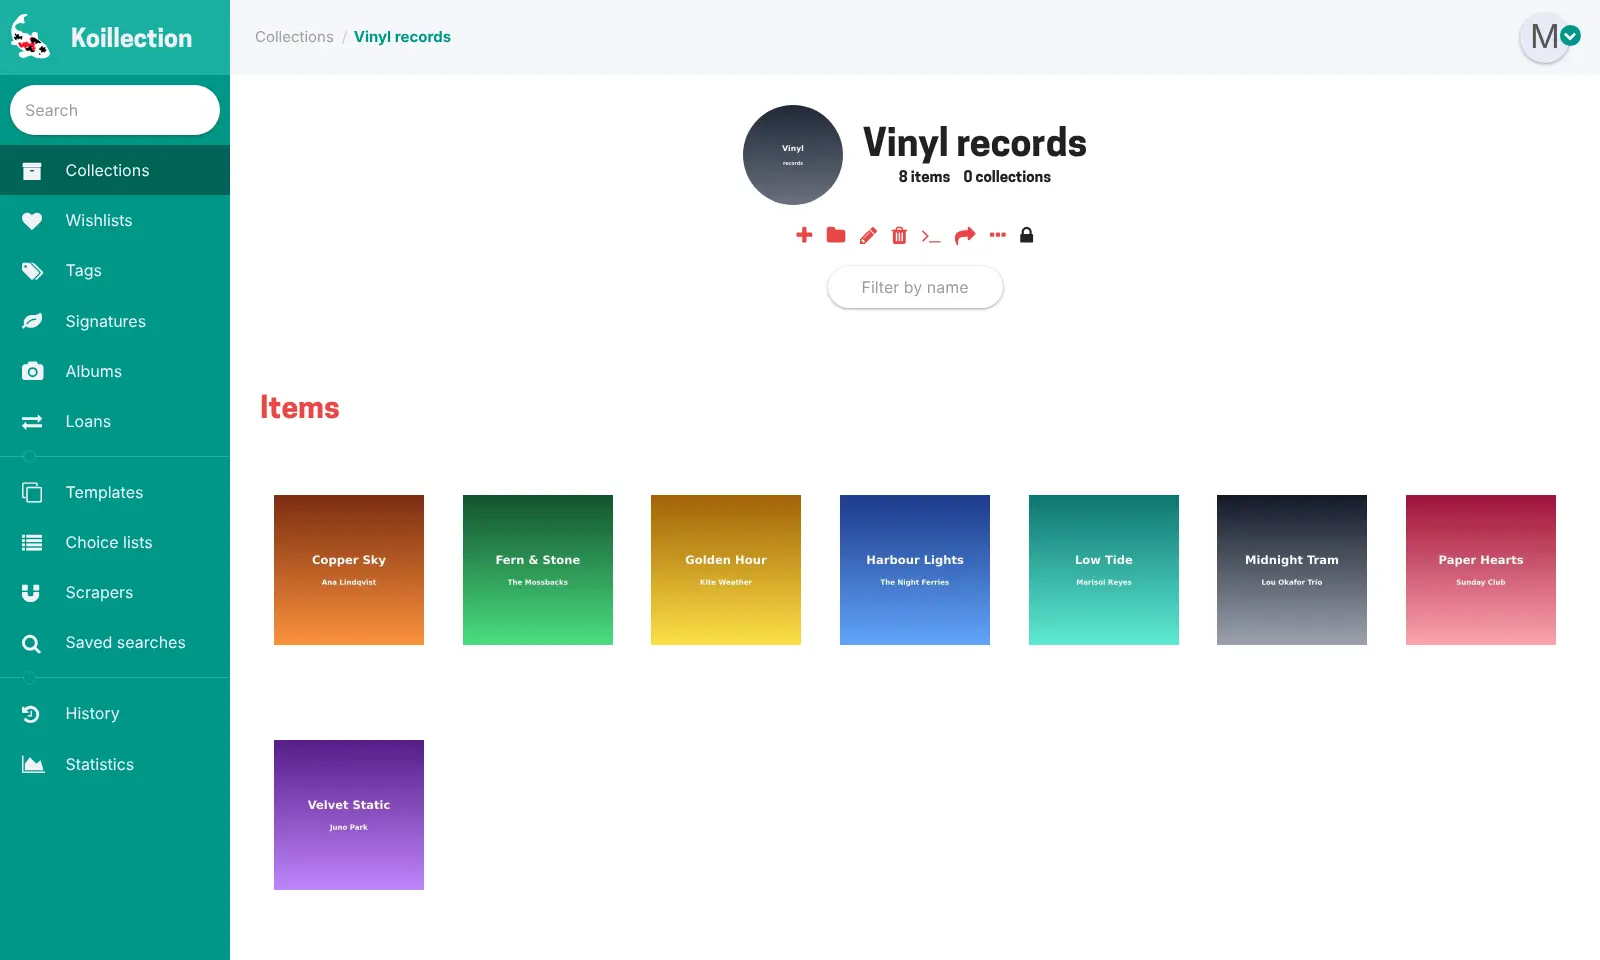 Koillection
Collections / Vinyl records
M
Search
Collections
Wishlists
Tags
Signatures
Albums
Loans
Templates
Choice lists
Scrapers
Saved searches
History
Statistics
Vinyl
records
Vinyl records
8 items 0 collections
Filter by name
Items
Copper Sky
Ana Lindqvist
Fern & Stone
The Mossbacks
Golden Hour
Kite Weather
Harbour Lights
The Night Ferries
Low Tide
Marisol Reyes
Midnight Tram
Lou Okafor Trio
Paper Hearts
Sunday Club
Velvet Static
Juno Park